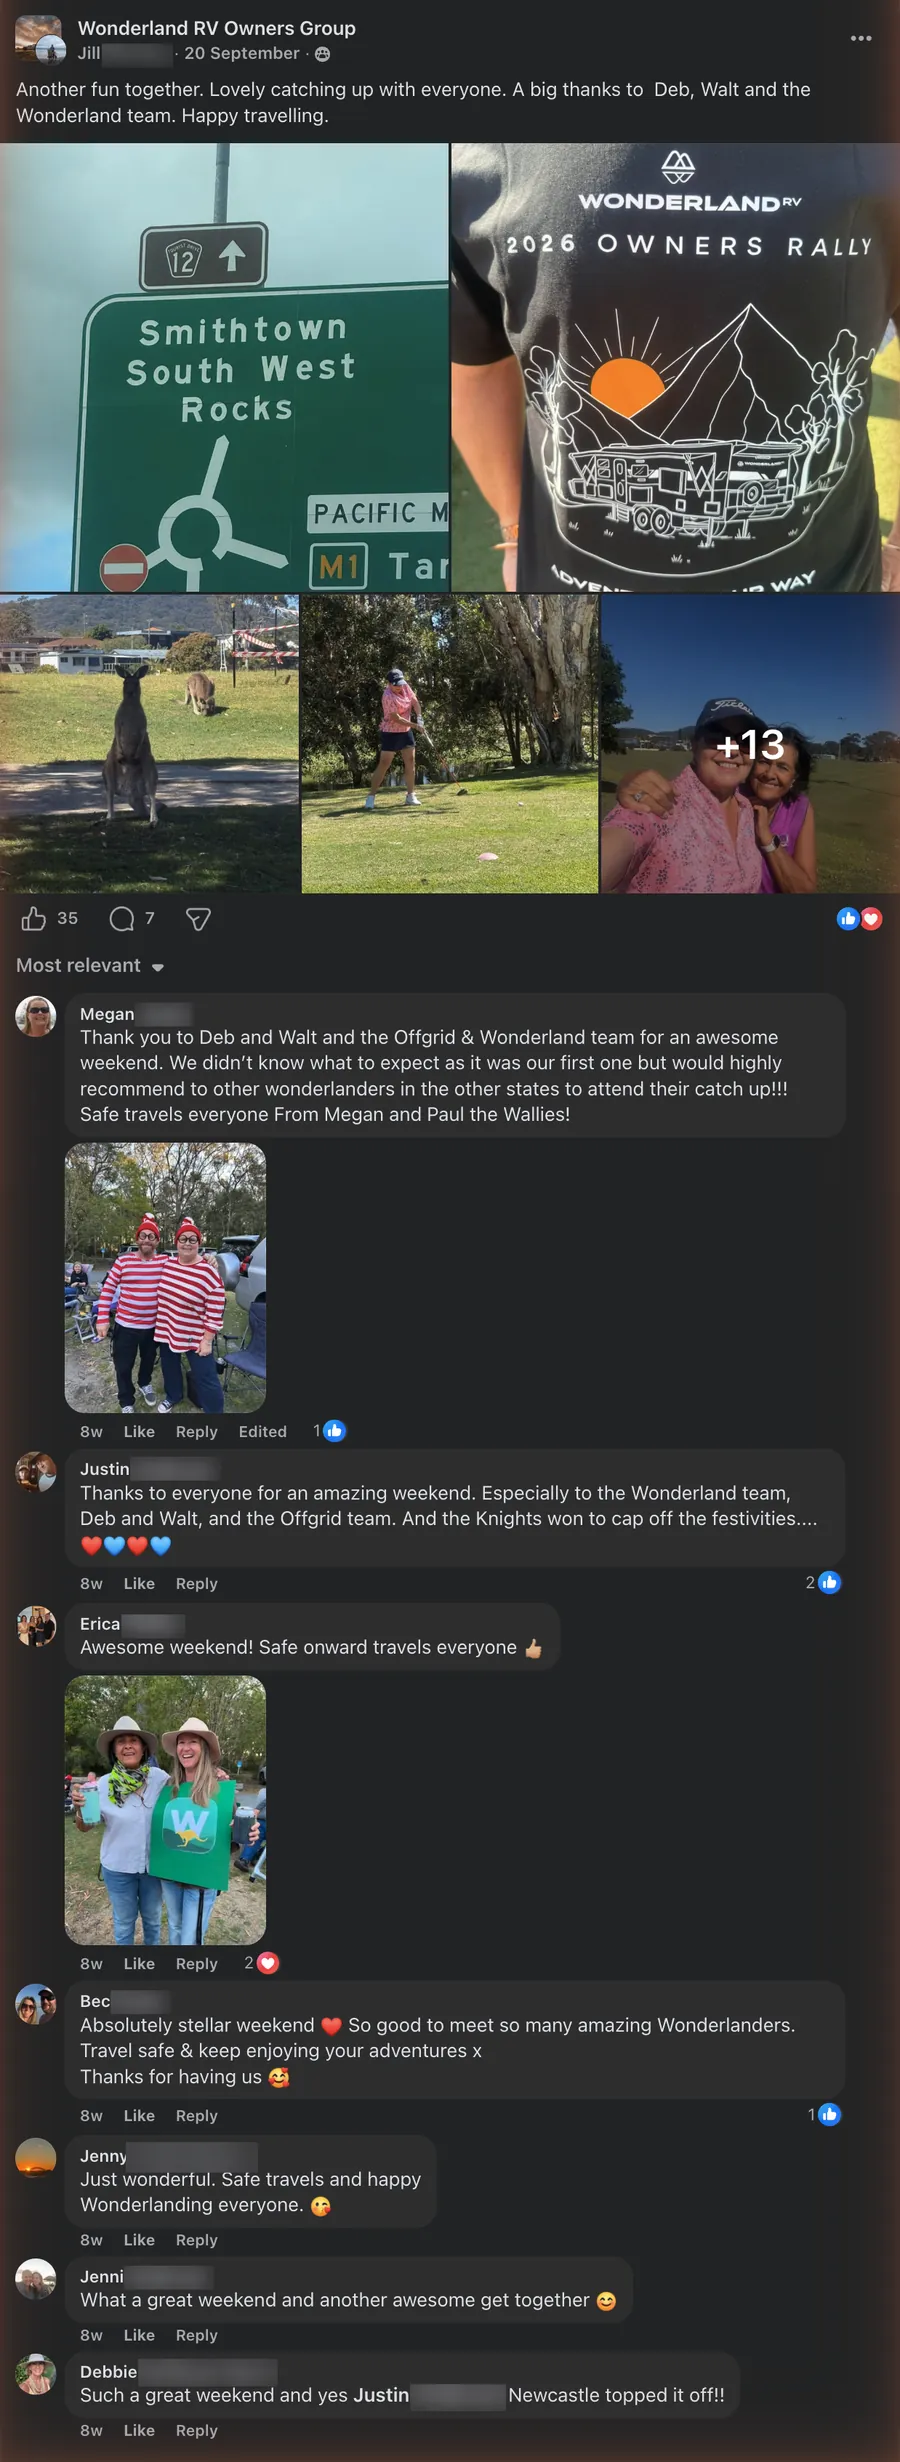 Wonderland RV Owners Group
Jill · 20 September ·
Another fun together. Lovely catching up with everyone. A big thanks to Deb, Walt and the
Wonderland team. Happy travelling.
TOURIST DRIVE
12
Smithtown
South West
Rocks
PACIFIC M
M1 Tar
WONDERLAND RV
2026 OWNERS RALLY
WONDERLAND
WAY
Titleist
+13
35 7
Most relevant
Megan
Thank you to Deb and Walt and the Offgrid & Wonderland team for an awesome
weekend. We didn’t know what to expect as it was our first one but would highly
recommend to other wonderlanders in the other states to attend their catch up!!!
Safe travels everyone From Megan and Paul the Wallies!
8w Like Reply Edited 1
Justin
Thanks to everyone for an amazing weekend. Especially to the Wonderland team,
Deb and Walt, and the Offgrid team. And the Knights won to cap off the festivities....
❤️💙❤️💙
8w Like Reply 2
Erica
Awesome weekend! Safe onward travels everyone 👍🏼
W
8w Like Reply 2
Bec
Absolutely stellar weekend ❤️ So good to meet so many amazing Wonderlanders.
Travel safe & keep enjoying your adventures x
Thanks for having us 🥰
8w Like Reply 1
Jenny
Just wonderful. Safe travels and happy
Wonderlanding everyone. 😘
8w Like Reply
Jenni
What a great weekend and another awesome get together 😊
8w Like Reply
Debbie
Such a great weekend and yes Justin Newcastle topped it off!!
8w Like Reply